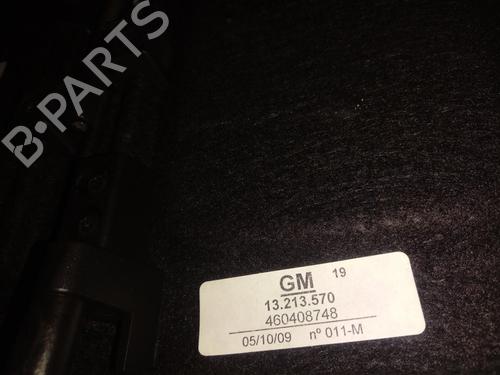 B-PARTS
GM 19
13.213.570
460408748
05/10/09 nº 011-M